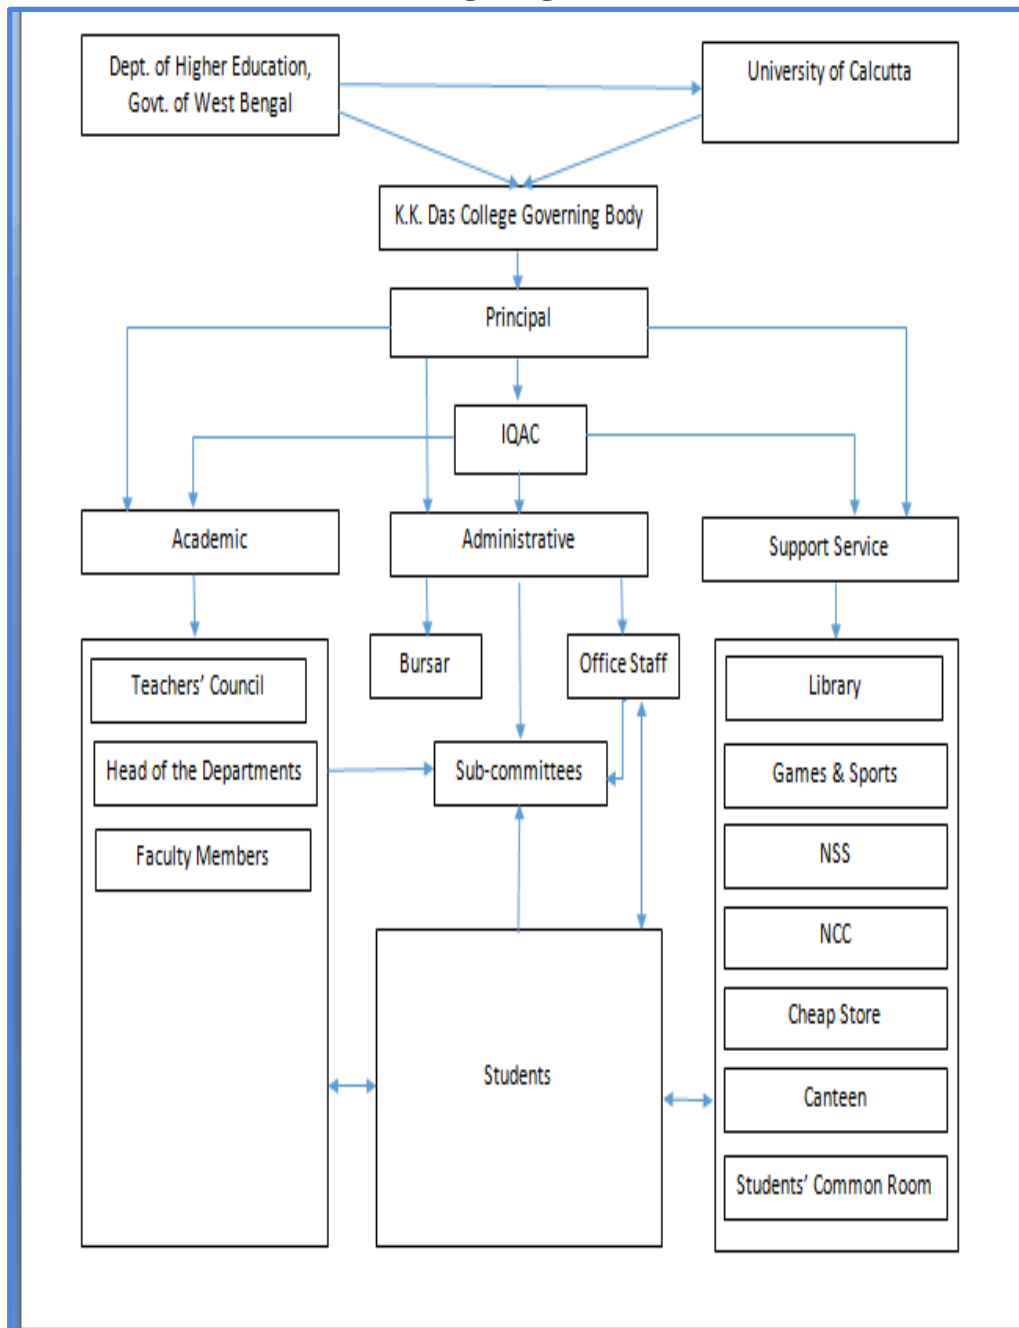 Dept. of Higher Education,
Govt. of West Bengal
University of Calcutta
K.K. Das College Governing Body
Principal
IQAC
Academic
Administrative
Support Service
Teachers' Council
Head of the Departments
Faculty Members
Bursar
Office Staff
Sub-committees
Students
Library
Games & Sports
NSS
NCC
Cheap Store
Canteen
Students' Common Room